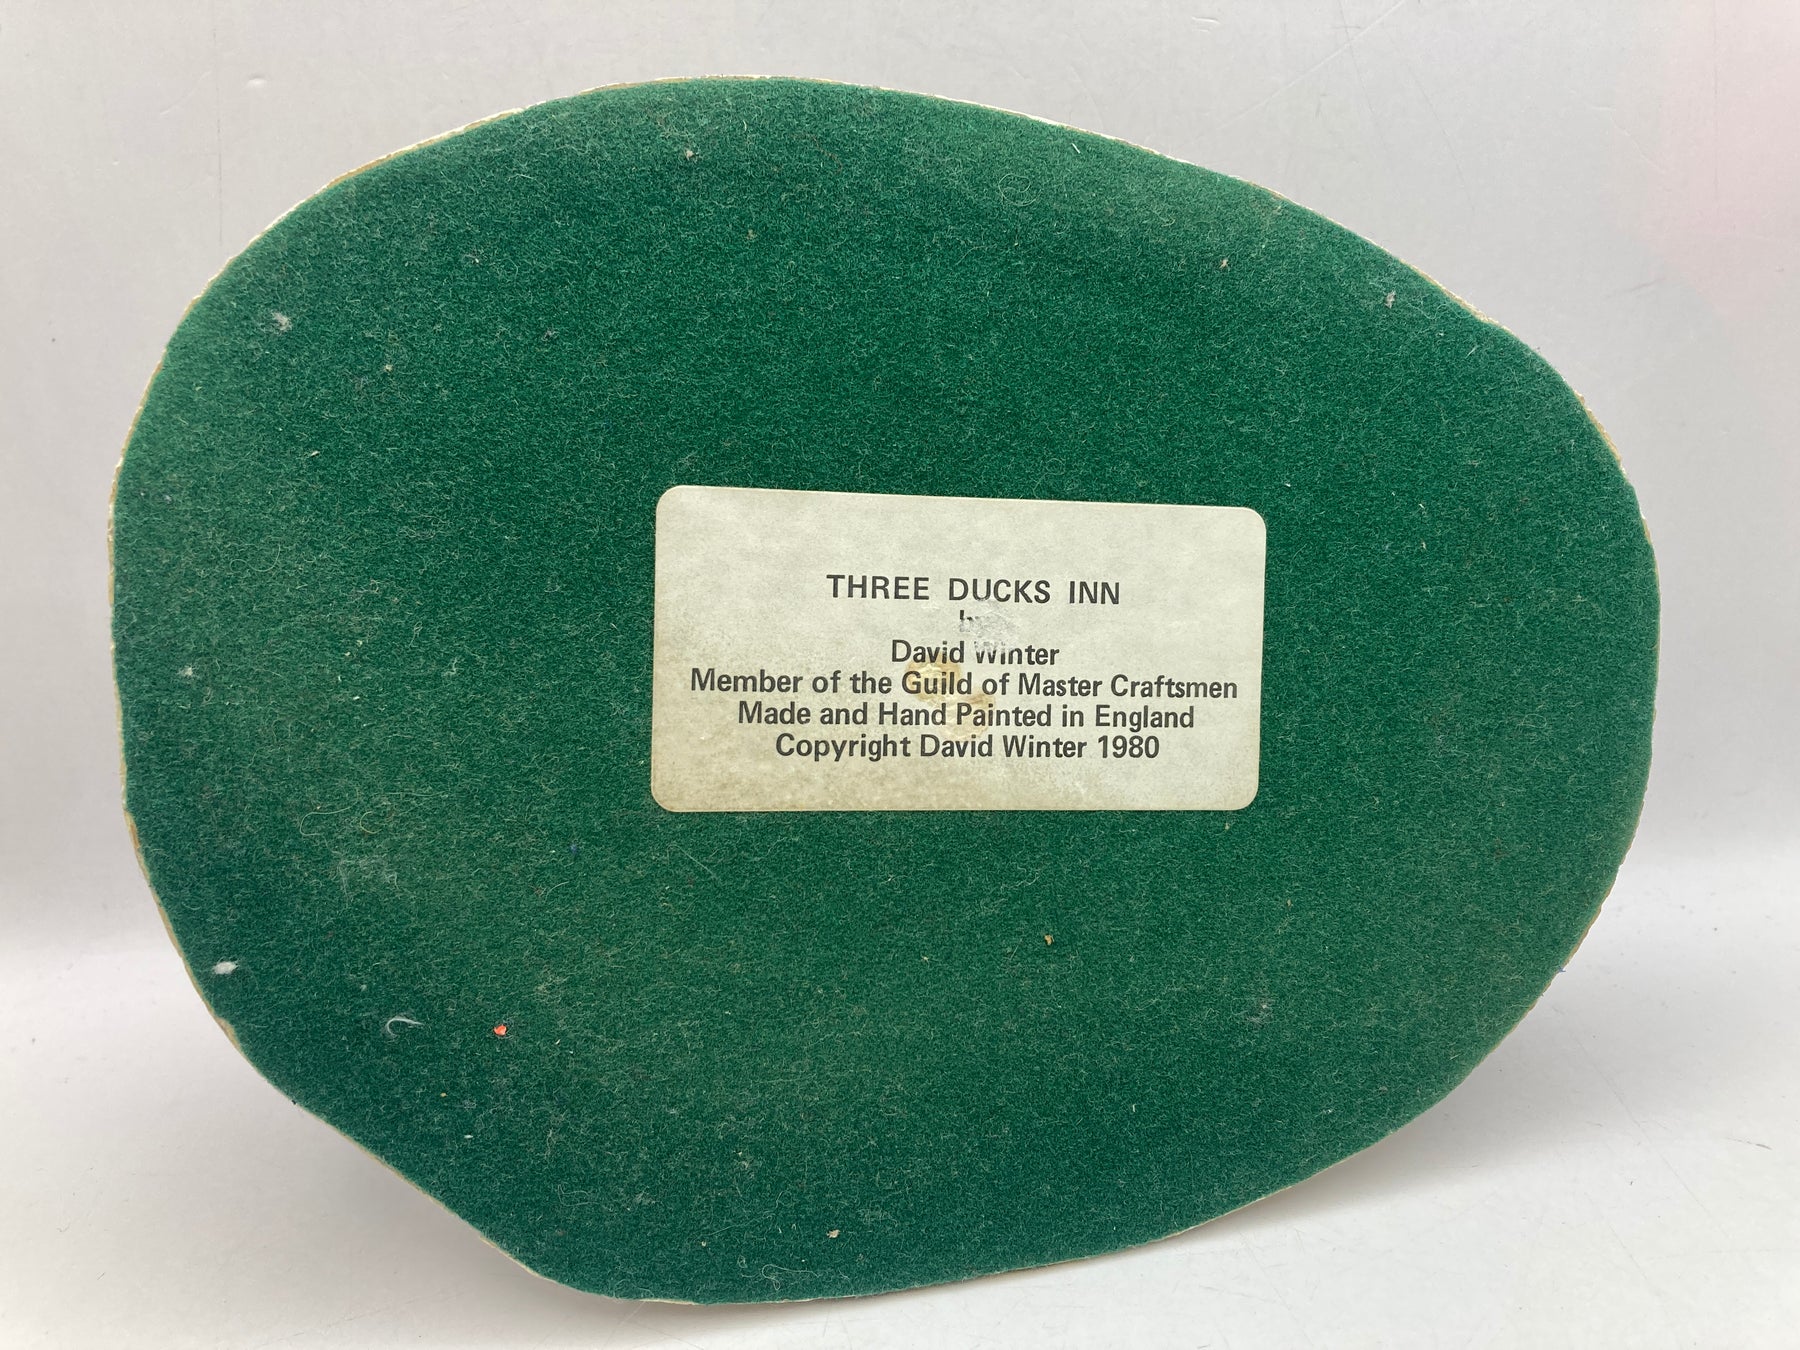 THREE DUCKS INN
by
David Winter
Member of the Guild of Master Craftsmen
Made and Hand Painted in England
Copyright David Winter 1980